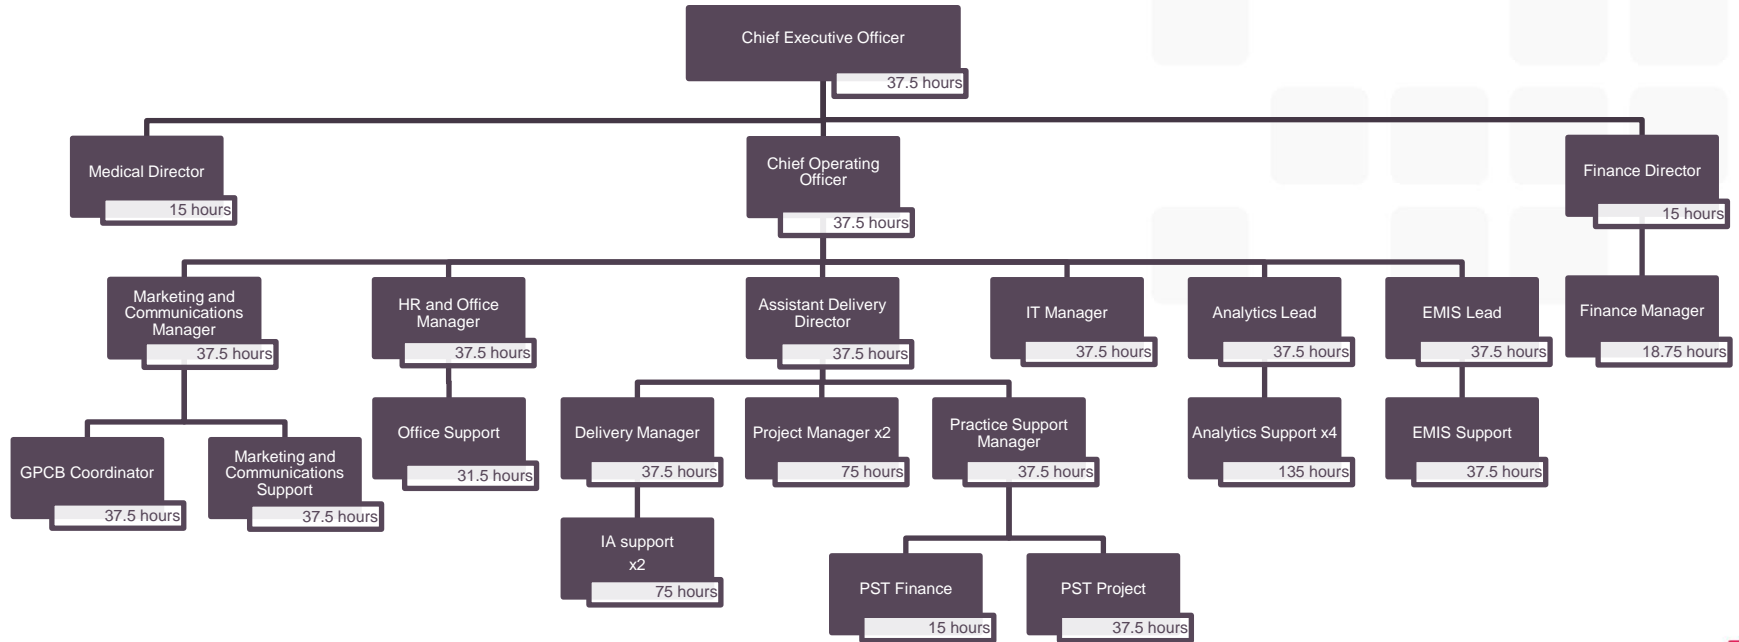 Chief Executive Officer
37.5 hours
Medical Director
15 hours
Chief Operating
Officer
37.5 hours
Finance Director
15 hours
Marketing and
Communications
Manager
37.5 hours
HR and Office
Manager
37.5 hours
Assistant Delivery
Director
37.5 hours
IT Manager
37.5 hours
Analytics Lead
37.5 hours
EMIS Lead
37.5 hours
Finance Manager
18.75 hours
GPCB Coordinator
37.5 hours
Marketing and
Communications
Support
37.5 hours
Office Support
31.5 hours
Delivery Manager
37.5 hours
Project Manager x2
75 hours
Practice Support
Manager
37.5 hours
Analytics Support x4
135 hours
EMIS Support
37.5 hours
IA support
x2
75 hours
PST Finance
15 hours
PST Project
37.5 hours